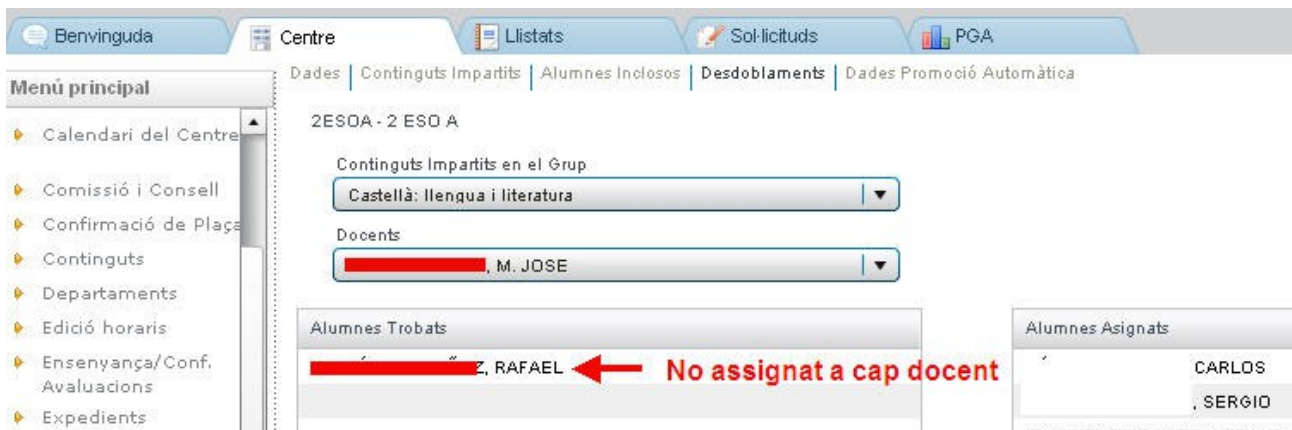 Benvinguda
Centre
Llistats
Sol·licituds
PGA
Menú principal
Dades
Continguts Impartits
Alumnes Inclosos
Desdoblaments
Dades Promoció Automàtica
Calendari del Centre
Comissió i Consell
Confirmació de Plaça
Continguts
Departaments
Edició horaris
Ensenyança/Conf.
Avaluacions
Expedients
2ESOA - 2 ESO A
Continguts Impartits en el Grup
Castellà: llengua i literatura
Docents
, M. JOSE
Alumnes Trobats
Z, RAFAEL
No assignat a cap docent
Alumnes Asignats
CARLOS
, SERGIO